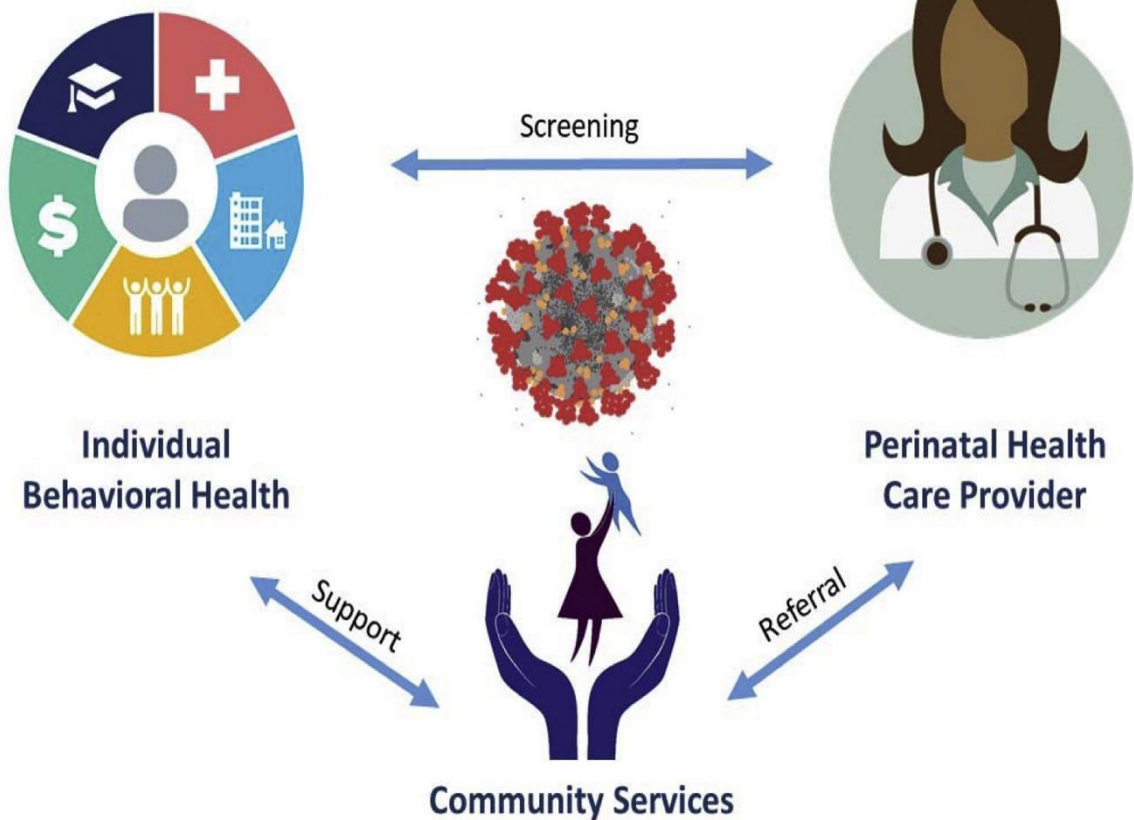 Screening
Individual
Behavioral Health
Perinatal Health
Care Provider
Support
Referral
Community Services
$